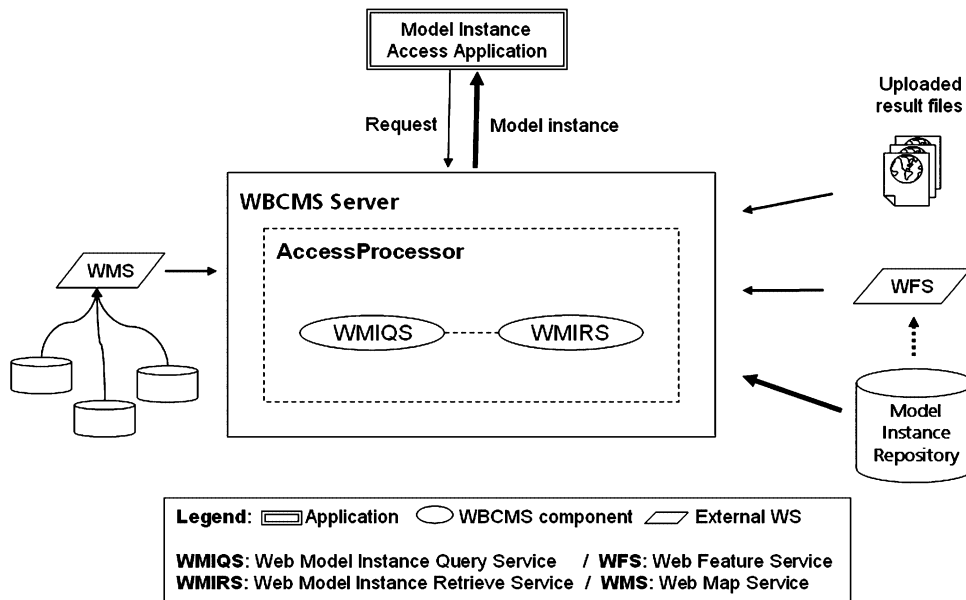 Model Instance
Access Application
Request
Model instance
Uploaded
result files
WBCMS Server
AccessProcessor
WMS
WFS
WMIQS
WMIRS
Model
Instance
Repository
Legend: Application WBCMS component External WS
WMIQS: Web Model Instance Query Service / WFS: Web Feature Service
WMIRS: Web Model Instance Retrieve Service / WMS: Web Map Service